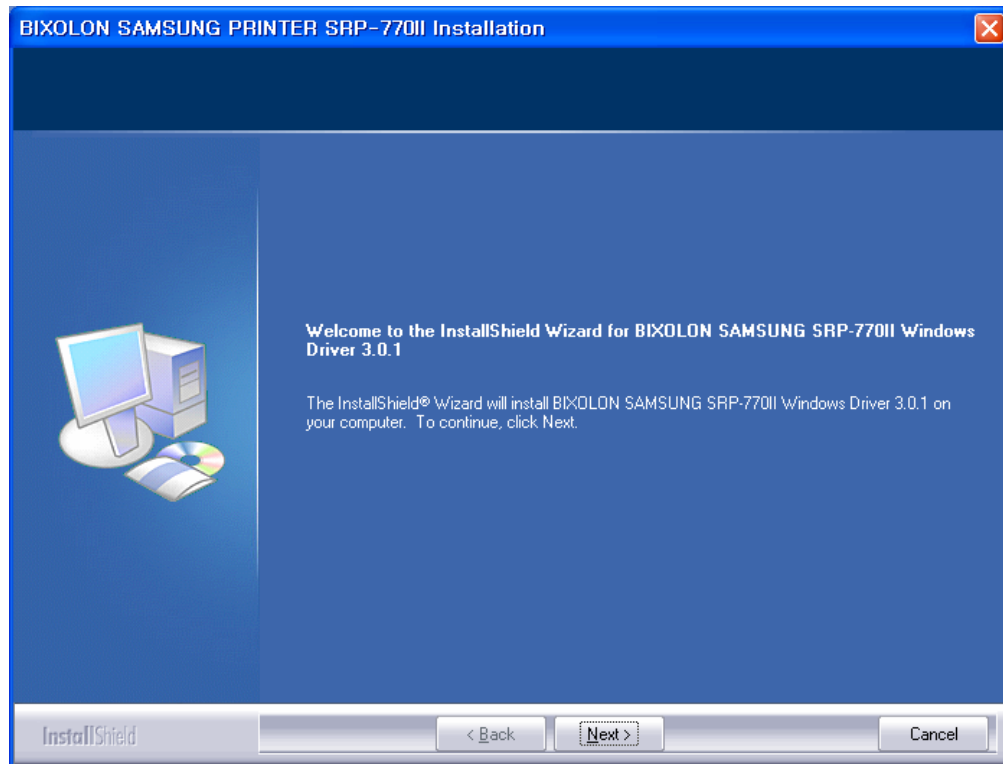 BIXOLON SAMSUNG PRINTER SRP-770II Installation
Welcome to the InstallShield Wizard for BIXOLON SAMSUNG SRP-770II Windows
Driver 3.0.1
The InstallShield® Wizard will install BIXOLON SAMSUNG SRP-770II Windows Driver 3.0.1 on
your computer. To continue, click Next.
InstallShield
< Back
Next >
Cancel